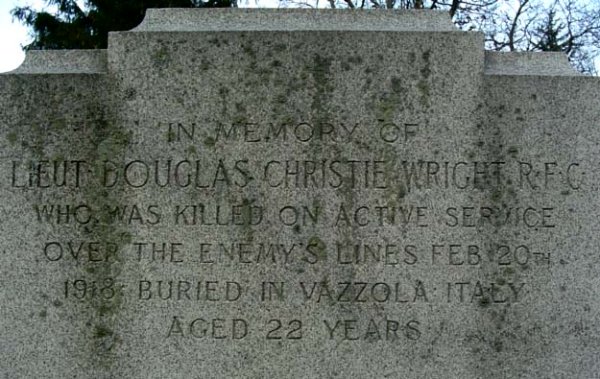 IN MEMORY OF
LIEUT DOUGLAS CHRISTIE WRIGHT R·F·C
WHO WAS KILLED ON ACTIVE SERVICE
OVER THE ENEMY'S LINES FEB 20TH
1918 BURIED IN VAZZOLA ITALY
AGED 22 YEARS